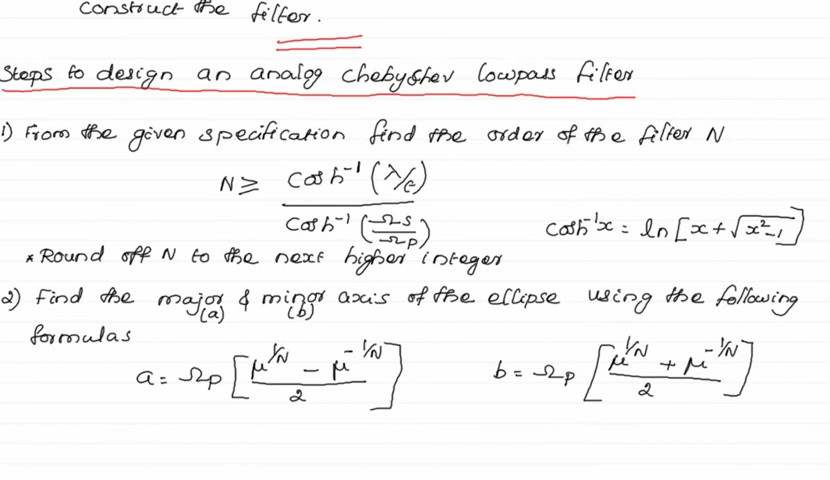 construct the filter.
Steps to design an analog chebyshev lowpass filter
1) From the given specification find the order of the filter N
N ≥ cosh⁻¹(λ/ε) / cosh⁻¹(Ωs/Ωp)
cosh⁻¹x = ln[x + √x²-1]
* Round off N to the next higher integer
2) Find the major & minor axis of the ellipse using the following
(a) (b)
formulas
a = Ωp [μ^1/N − μ^-1/N / 2] b = Ωp [μ^1/N + μ^-1/N / 2]